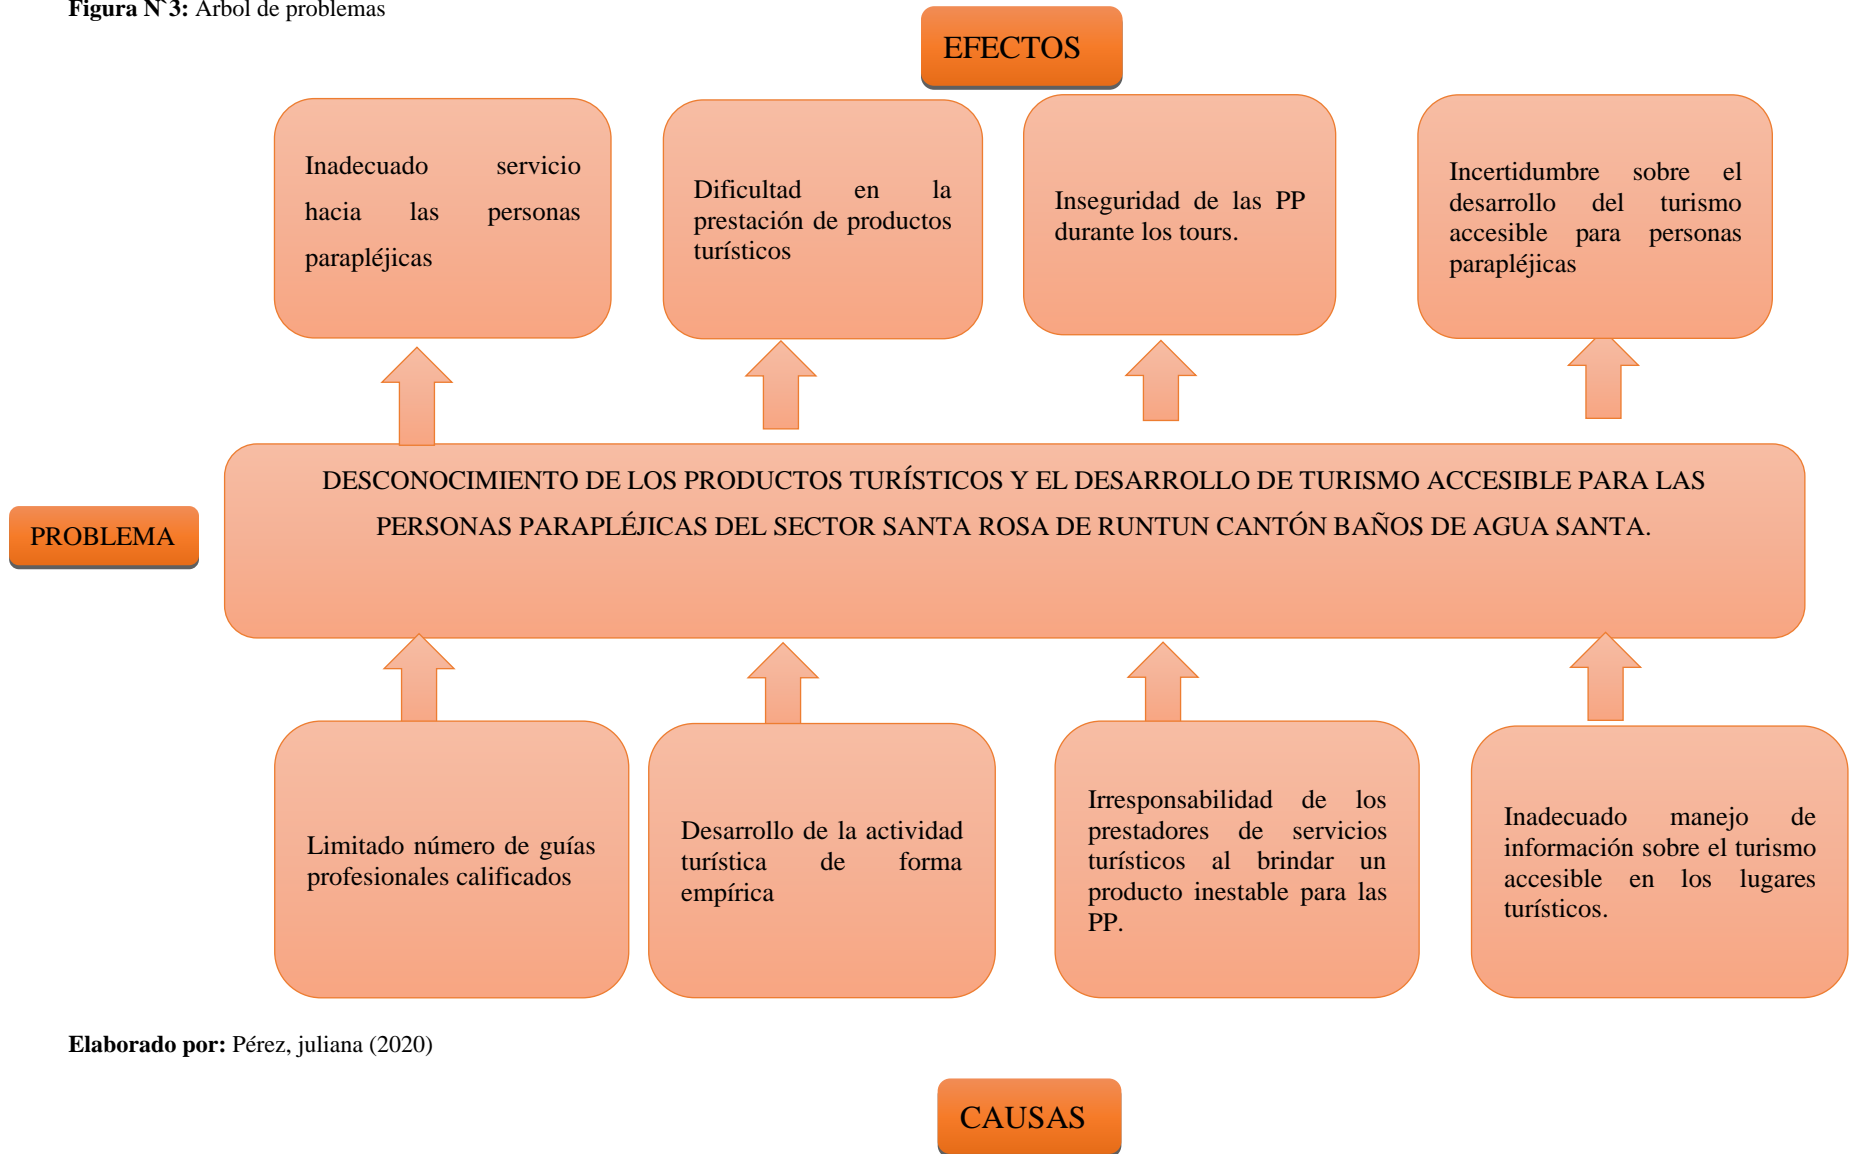 Figura N`3: Árbol de problemas
EFECTOS
Inadecuado servicio
hacia las personas
parapléjicas
Dificultad en la
prestación de productos
turísticos
Inseguridad de las PP
durante los tours.
Incertidumbre sobre el
desarrollo del turismo
accesible para personas
parapléjicas
PROBLEMA
DESCONOCIMIENTO DE LOS PRODUCTOS TURÍSTICOS Y EL DESARROLLO DE TURISMO ACCESIBLE PARA LAS
PERSONAS PARAPLÉJICAS DEL SECTOR SANTA ROSA DE RUNTUN CANTÓN BAÑOS DE AGUA SANTA.
Limitado número de guías
profesionales calificados
Desarrollo de la actividad
turística de forma
empírica
Irresponsabilidad de los
prestadores de servicios
turísticos al brindar un
producto inestable para las
PP.
Inadecuado manejo de
información sobre el turismo
accesible en los lugares
turísticos.
Elaborado por: Pérez, juliana (2020)
CAUSAS